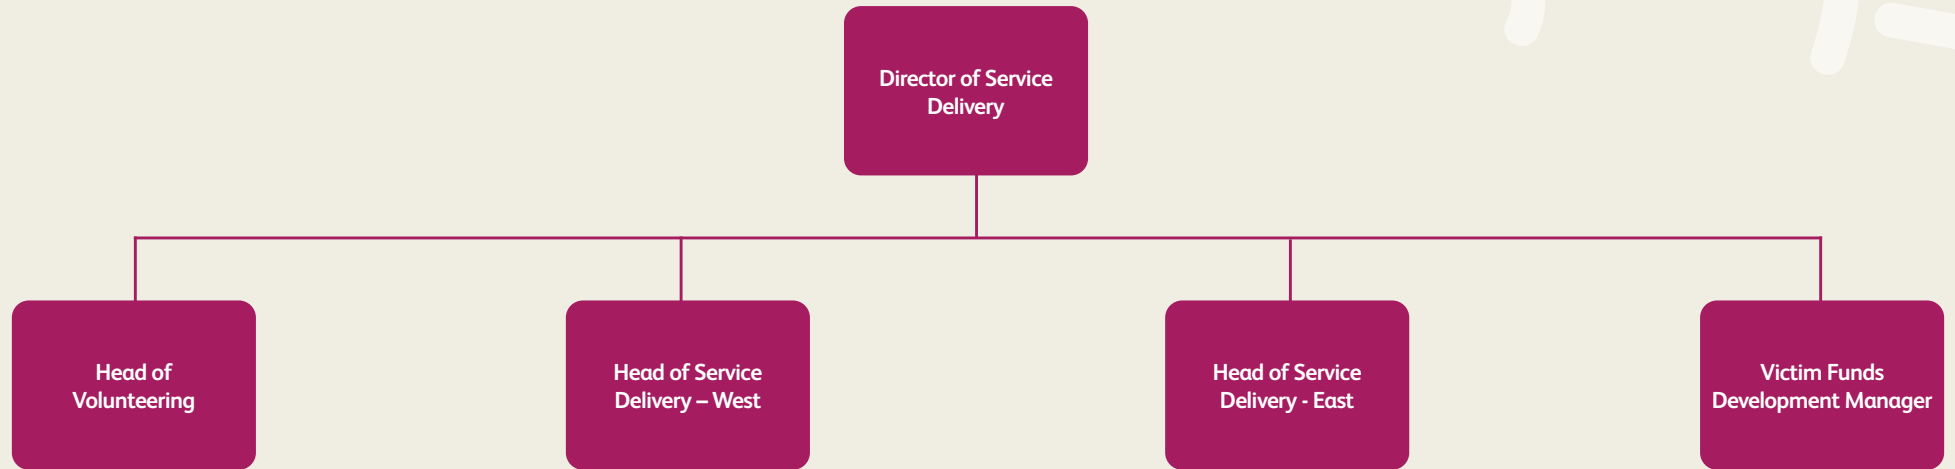 Director of Service
Delivery
Head of
Volunteering
Head of Service
Delivery – West
Head of Service
Delivery - East
Victim Funds
Development Manager